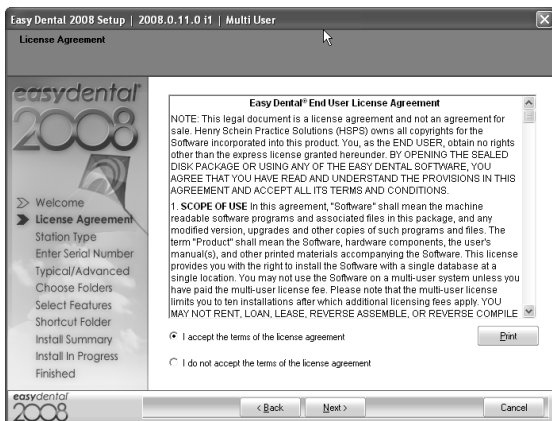 Easy Dental 2008 Setup | 2008.0.11.0 i1 | Multi User
License Agreement
easydental
2008
Welcome
License Agreement
Station Type
Enter Serial Number
Typical/Advanced
Choose Folders
Select Features
Shortcut Folder
Install Summary
Install In Progress
Finished
Easy Dental® End User License Agreement
NOTE: This legal document is a license agreement and not an agreement for
sale. Henry Schein Practice Solutions (HSPS) owns all copyrights for the
Software incorporated into this product. You, as the END USER, obtain no rights
other than the express license granted hereunder. BY OPENING THE SEALED
DISK PACKAGE OR USING ANY OF THE EASY DENTAL SOFTWARE, YOU
AGREE THAT YOU HAVE READ AND UNDERSTAND THE PROVISIONS IN THIS
AGREEMENT AND ACCEPT ALL ITS TERMS AND CONDITIONS.
1. SCOPE OF USE In this agreement, "Software" shall mean the machine
readable software programs and associated files in this package, and any
modified version, upgrades and other copies of such programs and files. The
term "Product" shall mean the Software, hardware components, the user's
manual(s), and other printed materials accompanying the Software. This license
provides you with the right to install the Software with a single database at a
single location. You may not use the Software on a multi-user system unless you
have paid the multi-user license fee. Please note that the multi-user license
limits you to ten installations after which additional licensing fees apply. YOU
MAY NOT RENT, LOAN, LEASE, REVERSE ASSEMBLE, OR REVERSE COMPILE
I accept the terms of the license agreement
Print
I do not accept the terms of the license agreement
easydental
2008
< Back
Next >
Cancel